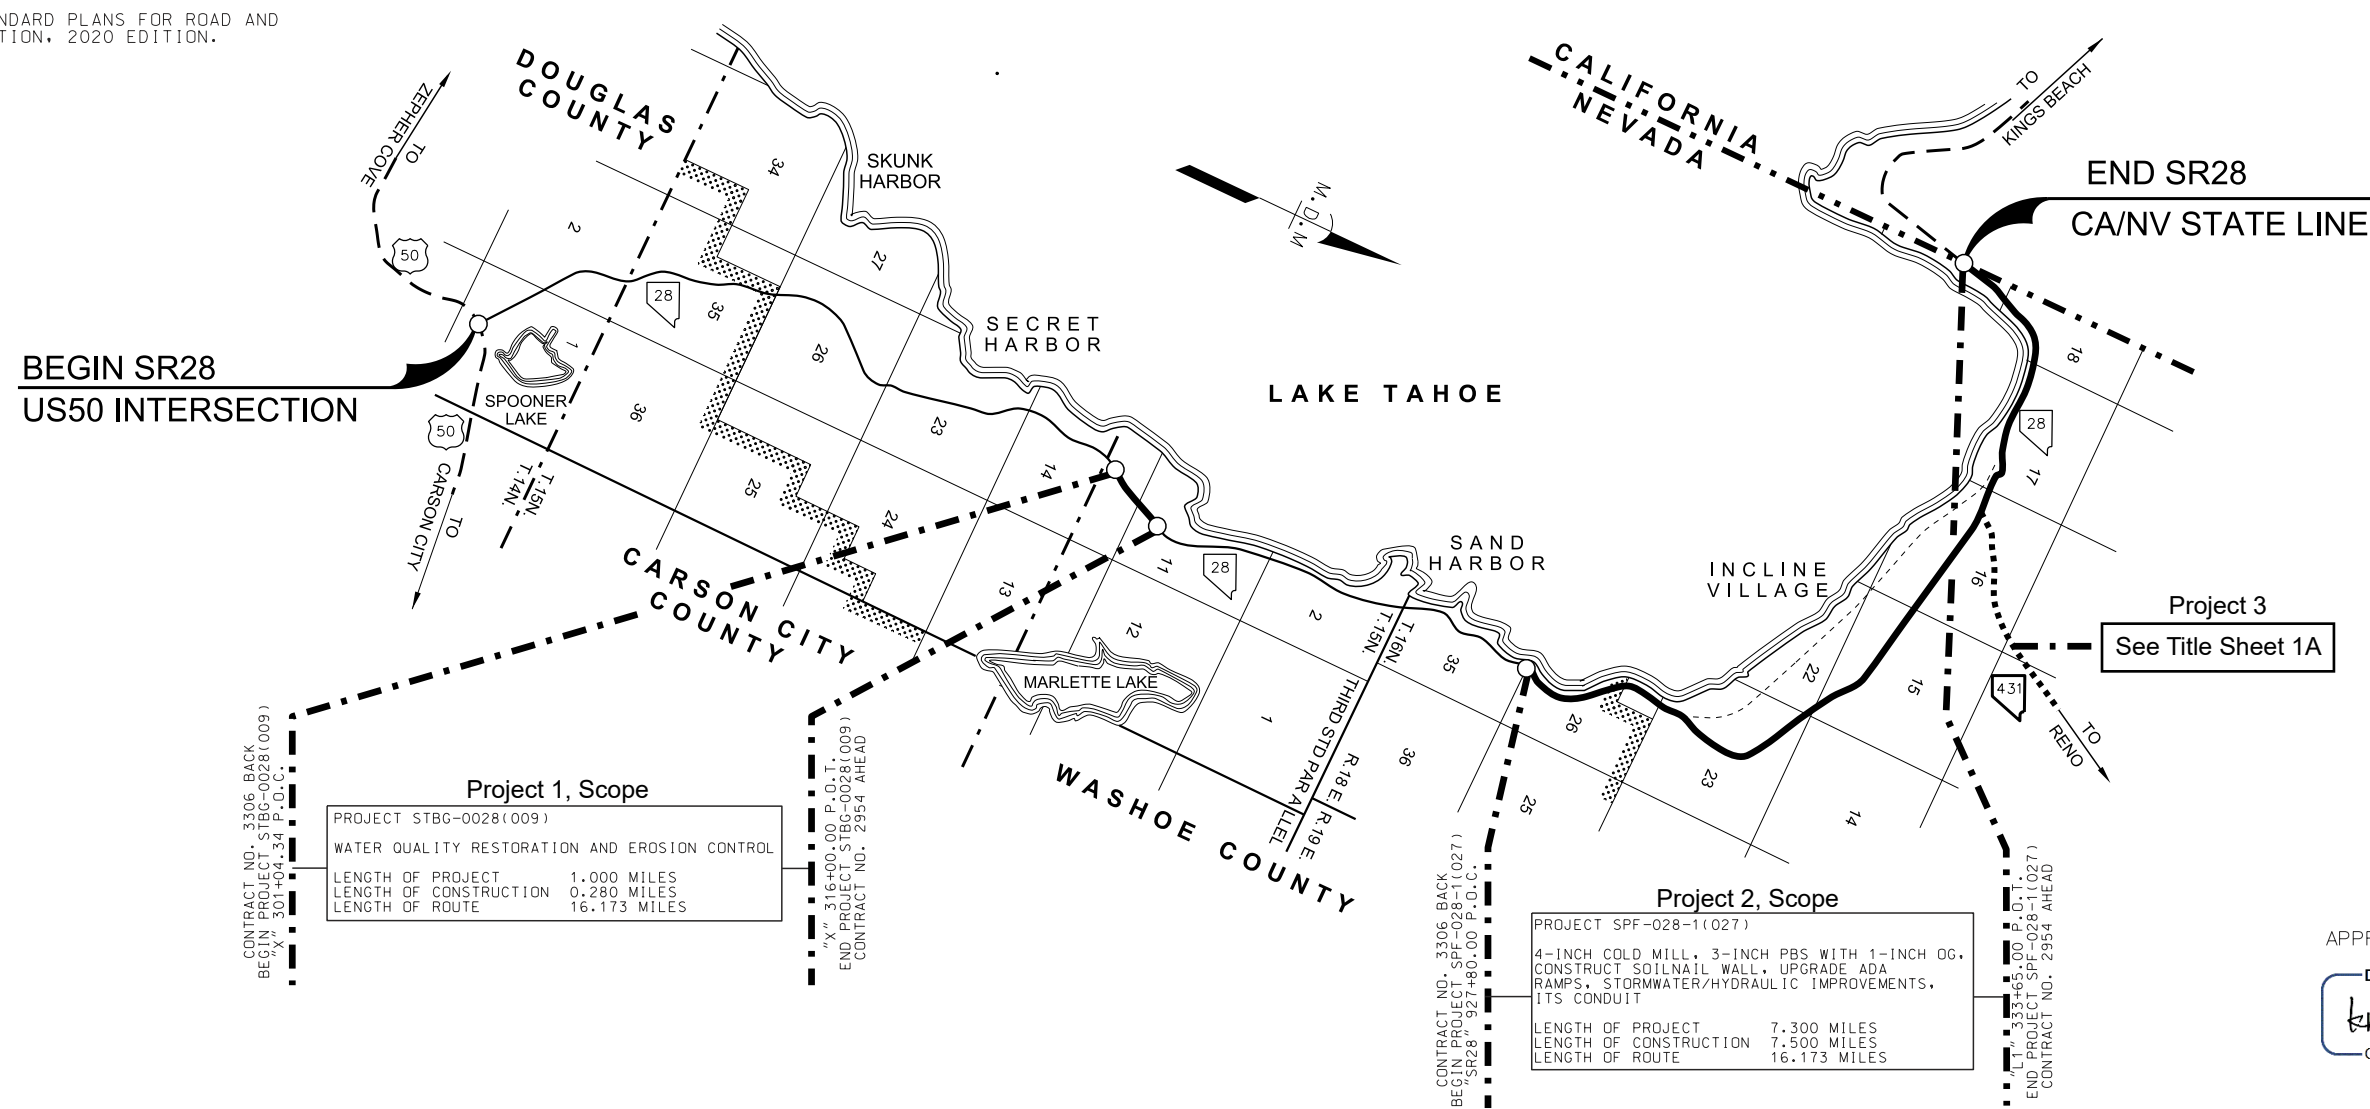 NDARD PLANS FOR ROAD AND
TION, 2020 EDITION.
DOUGLAS
COUNTY
TO
ZEPHER COVE
50
BEGIN SR28
US50 INTERSECTION
SPOONER
LAKE
50
TO
CARSON CITY
T.15N.
T.14N.
28
SKUNK
HARBOR
SECRET
HARBOR
LAKE TAHOE
M.D.M
CALIFORNIA
NEVADA
TO
KINGS BEACH
END SR28
CA/NV STATE LINE
2
1
34
27
35
26
36
25
23
24
14
13
11
12
2
1
35
36
26
25
22
23
15
14
16
17
18
CARSON CITY
COUNTY
28
SAND
HARBOR
INCLINE
VILLAGE
28
MARLETTE LAKE
T.16N.
T.15N.
THIRD STD PARALLEL
R.18E.
R.19E.
WASHOE COUNTY
431
TO
RENO
Project 3
See Title Sheet 1A
CONTRACT NO. 3306 BACK
BEGIN PROJECT STBG-0028(009)
"X" 301+04.34 P.O.C.
Project 1, Scope
PROJECT STBG-0028(009)
WATER QUALITY RESTORATION AND EROSION CONTROL
LENGTH OF PROJECT 1.000 MILES
LENGTH OF CONSTRUCTION 0.280 MILES
LENGTH OF ROUTE 16.173 MILES
"X" 316+00.00 P.O.T.
END PROJECT STBG-0028(009)
CONTRACT NO. 2954 AHEAD
CONTRACT NO. 3306 BACK
BEGIN PROJECT SPF-028-1(027)
"SR28" 927+80.00 P.O.C.
Project 2, Scope
PROJECT SPF-028-1(027)
4-INCH COLD MILL, 3-INCH PBS WITH 1-INCH OG,
CONSTRUCT SOILNAIL WALL, UPGRADE ADA
RAMPS, STORMWATER/HYDRAULIC IMPROVEMENTS,
ITS CONDUIT
LENGTH OF PROJECT 7.300 MILES
LENGTH OF CONSTRUCTION 7.500 MILES
LENGTH OF ROUTE 16.173 MILES
"L1" 333+65.00 P.O.T.
END PROJECT SPF-028-1(027)
CONTRACT NO. 2954 AHEAD